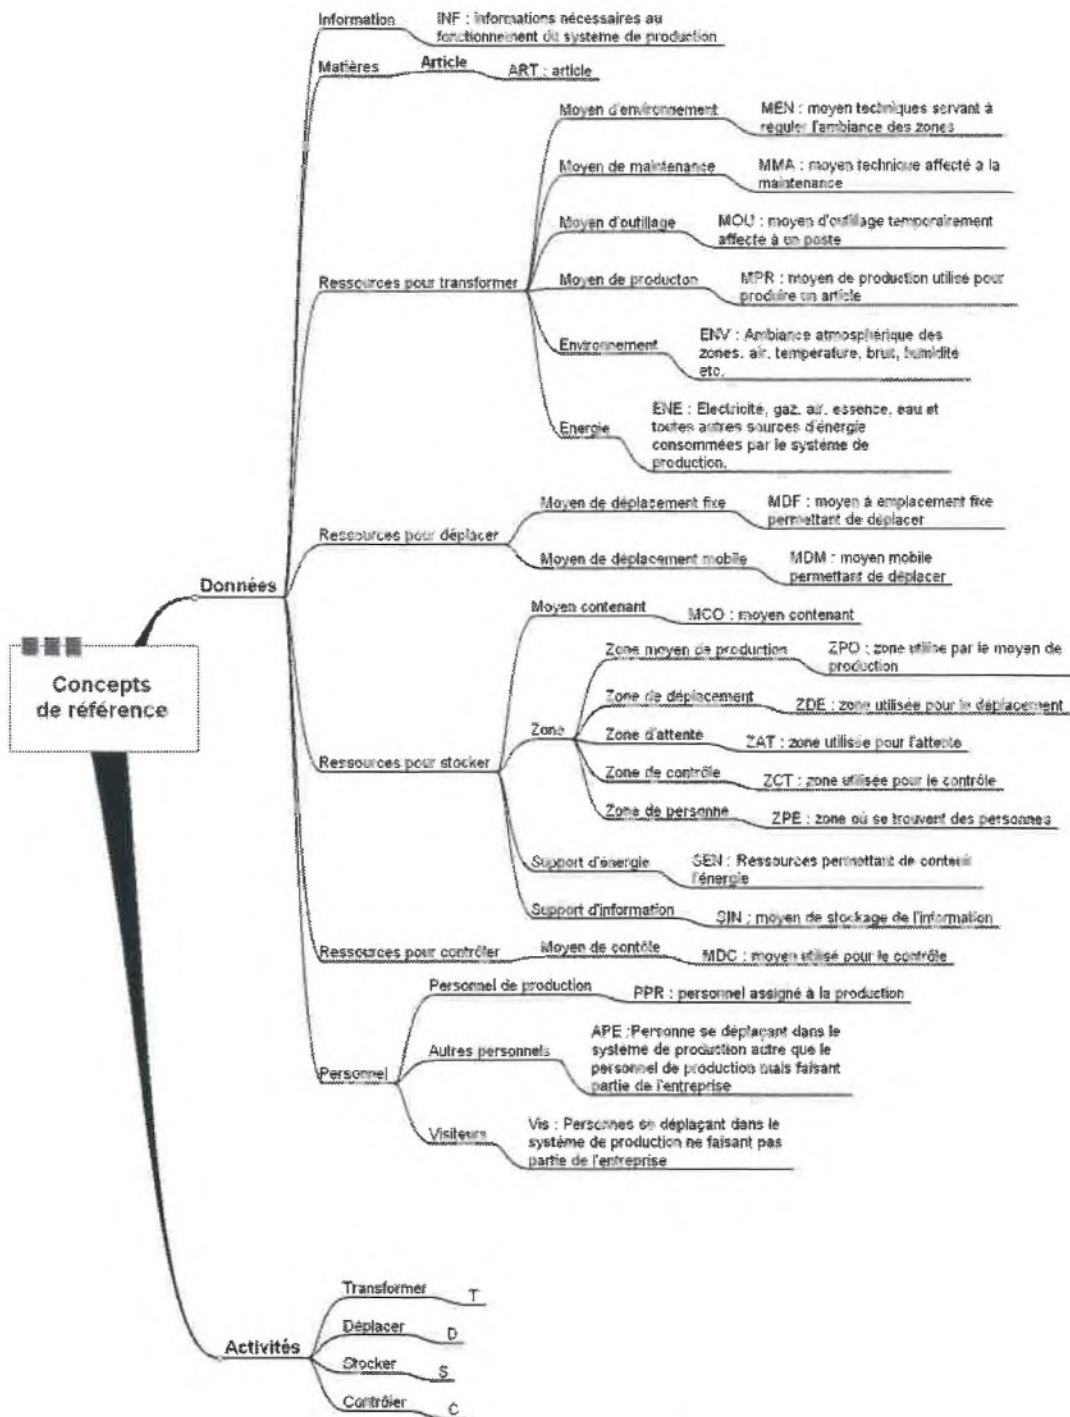 Information
INF : informations nécessaires au
fonctionnement du système de production
Matières
Article
ART : article
Moyen d'environnement
MEN : moyen techniques servant à
réguler l'ambiance des zones
Moyen de maintenance
MMA : moyen technique affecté a la
maintenance
Moyen d'outillage
MOU : moyen d'outillage temporairement
affecte à un poste
Ressources pour transformer
Moyen de producton
MPR : moyen de production utilisé pour
produire un article
Environnement
ENV : Ambiance atmosphérique des
zones, air, température, bruit, humidité
etc.
Energie
ENE : Electricité, gaz, air, essence, eau et
toutes autres sources d'énergie
consommées par le système de
production.
Ressources pour déplacer
Moyen de déplacement fixe
MDF : moyen à emplacement fixe
permettant de déplacer
Moyen de déplacement mobile
MDM : moyen mobile
permettant de déplacer
Données
Concepts
de référence
Moyen contenant
MCO : moyen contenant
Zone moyen de production
ZPO : zone utilise par le moyen de
production
Zone de déplacement
ZDE : zone utilisée pour le déplacement
Zone
Zone d'attente
ZAT : zone utilisée pour l'attente
Ressources pour stocker
Zone de contrôle
ZCT : zone utilisée pour le contrôle
Zone de personne
ZPE : zone où se trouvent des personnes
Support d'énergie
SEN : Ressources permettant de contenir
l'énergie
Support d'information
SIN : moyen de stockage de l'information
Ressources pour contrôler
Moyen de contôle
MDC : moyen utilisé pour le contrôle
Personnel de production
PPR : personnel assigné à la production
Autres personnels
APE :Personne se déplaçant dans le
système de production autre que le
personnel de production mais faisant
partie de l'entreprise
Personnel
Visiteurs
Vis : Personnes se déplaçant dans le
système de production ne faisant pas
partie de l'entreprise
Activités
Transformer
T
Déplacer
D
Stocker
S
Contrôler
C